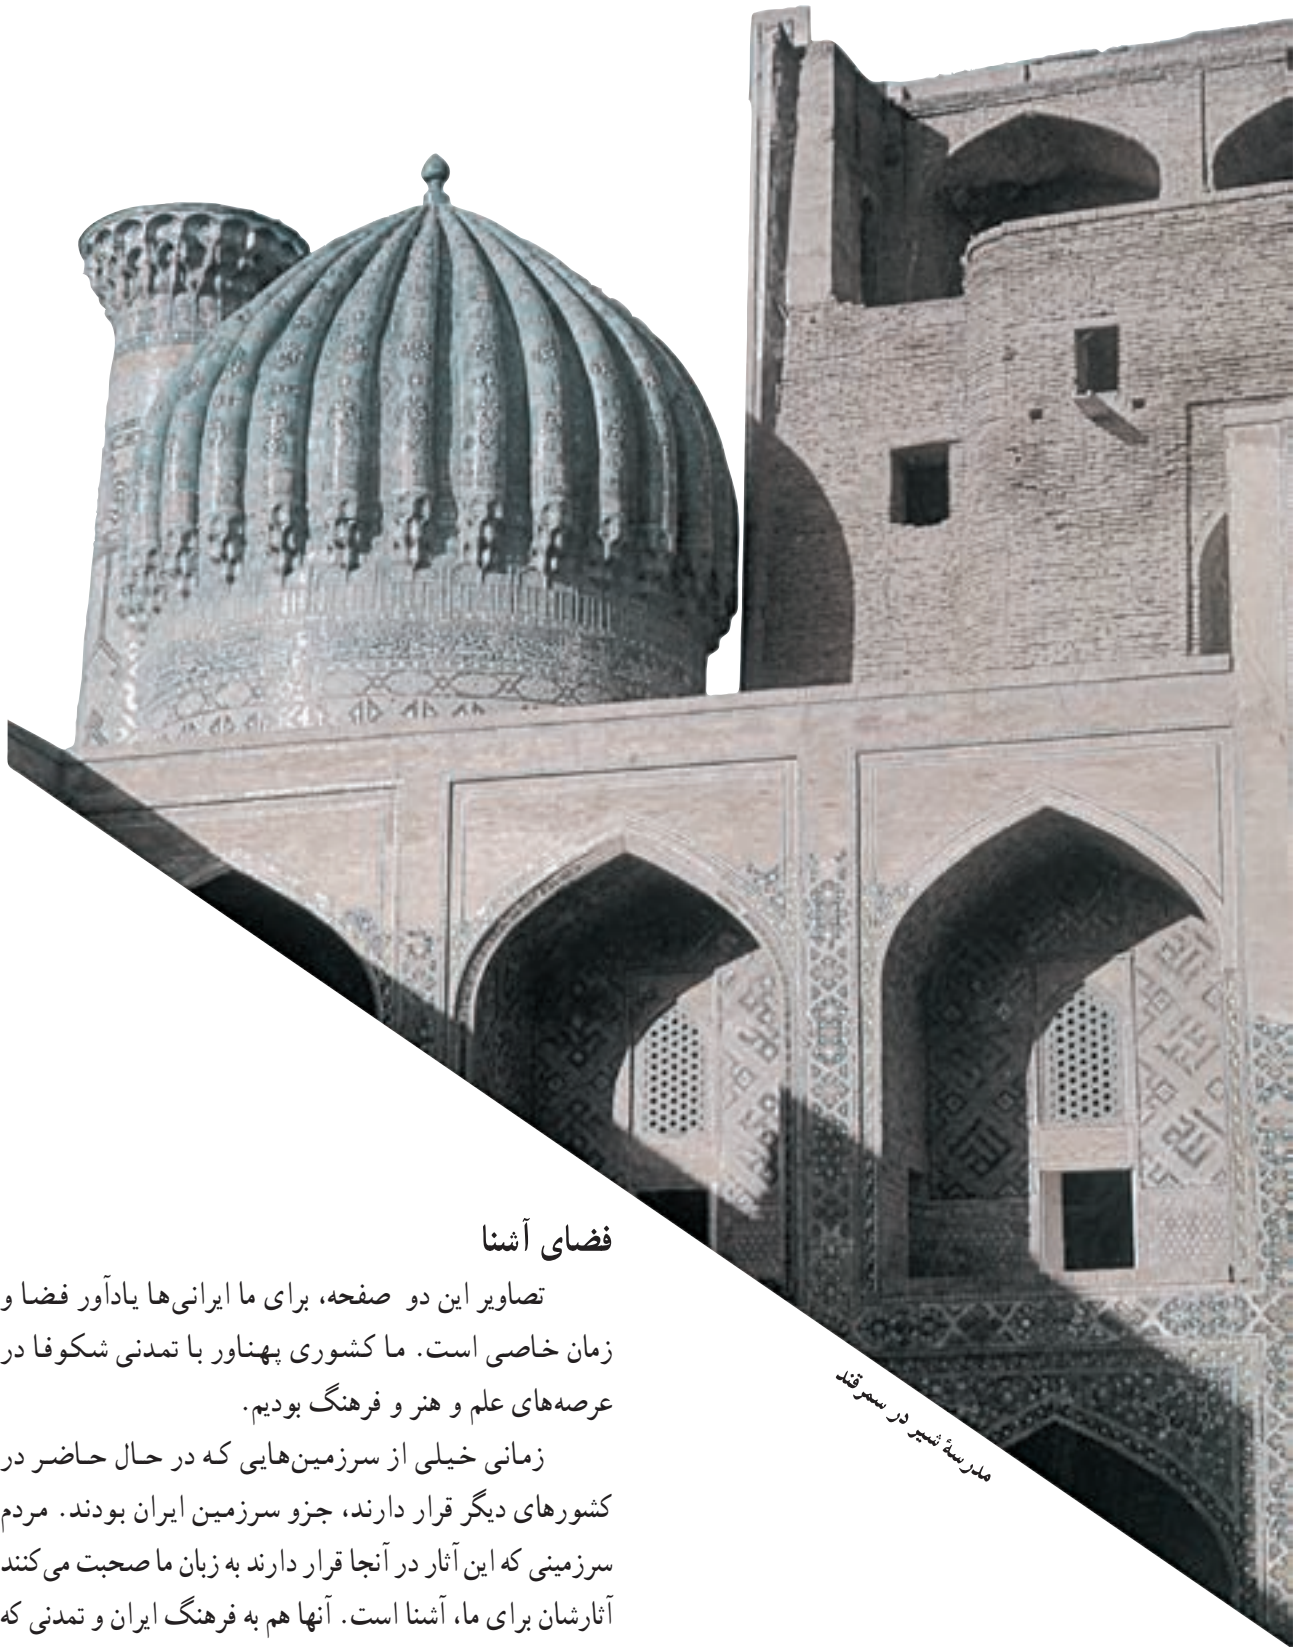 فضای آشنا
تصاویر این دو صفحه، برای ما ایرانی‌ها یادآور فضا و
زمان خاصی است. ما کشوری پهناور با تمدنی شکوفا در
عرصه‌های علم و هنر و فرهنگ بودیم.
زمانی خیلی از سرزمین‌هایی که در حال حاضر در
کشورهای دیگر قرار دارند، جزو سرزمین ایران بودند. مردم
سرزمینی که این آثار در آنجا قرار دارند به زبان ما صحبت می‌کنند
آثارشان برای ما، آشنا است. آنها هم به فرهنگ ایران و تمدنی که
مدرسهٔ شیر در سمرقند